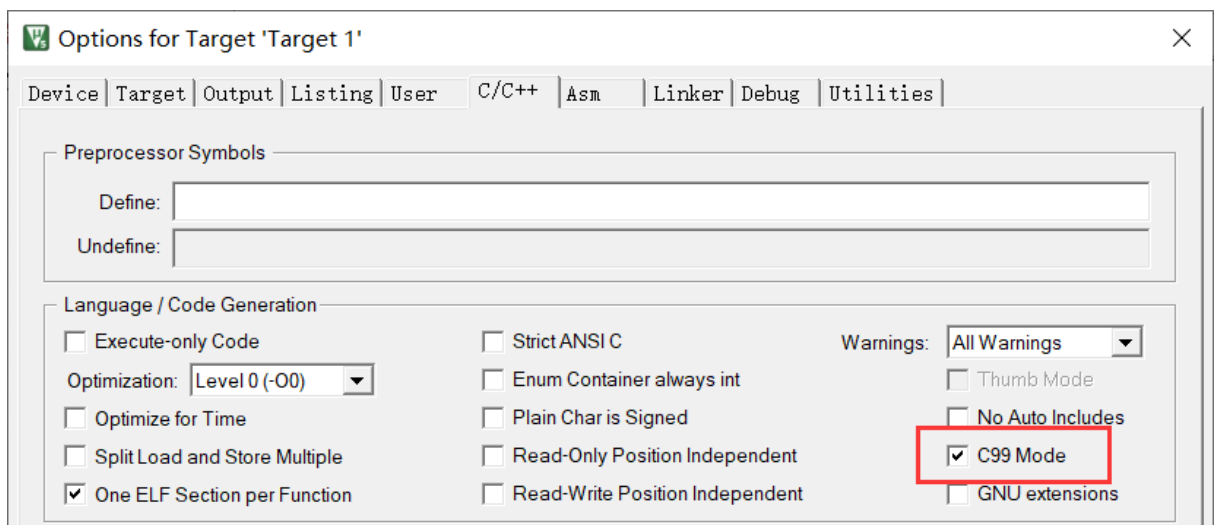 Options for Target 'Target 1'
Device Target Output Listing User C/C++ Asm Linker Debug Utilities
Preprocessor Symbols
Define:
Undefine:
Language / Code Generation
Execute-only Code Strict ANSI C Warnings: All Warnings
Optimization: Level 0 (-O0) Enum Container always int Thumb Mode
Optimize for Time Plain Char is Signed No Auto Includes
Split Load and Store Multiple Read-Only Position Independent C99 Mode
One ELF Section per Function Read-Write Position Independent GNU extensions